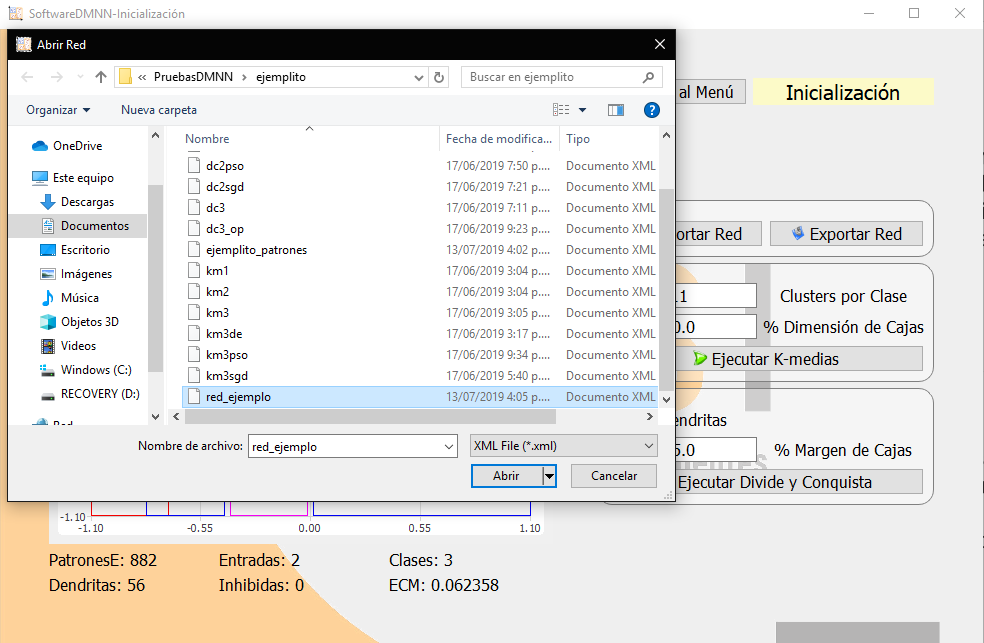 SoftwareDMNN-Inicialización
Abrir Red
« PruebasDMNN > ejemplito
Buscar en ejemplito
Organizar
Nueva carpeta
al Menú
Inicialización
OneDrive
Este equipo
Descargas
Documentos
Escritorio
Imágenes
Música
Objetos 3D
Videos
Windows (C:)
RECOVERY (D:)
Red
Nombre
Fecha de modifica...
Tipo
dc2pso 17/06/2019 7:50 p.... Documento XML
dc2sgd 17/06/2019 7:21 p.... Documento XML
dc3 17/06/2019 7:11 p.... Documento XML
dc3_op 17/06/2019 9:23 p.... Documento XML
ejemplito_patrones 13/07/2019 4:02 p.... Documento XML
km1 17/06/2019 3:04 p.... Documento XML
km2 17/06/2019 3:04 p.... Documento XML
km3 17/06/2019 3:05 p.... Documento XML
km3de 17/06/2019 3:17 p.... Documento XML
km3pso 17/06/2019 9:34 p.... Documento XML
km3sgd 17/06/2019 5:40 p.... Documento XML
red_ejemplo 13/07/2019 4:05 p.... Documento XML
Nombre de archivo: red_ejemplo
XML File (*.xml)
Abrir
Cancelar
ortar Red
Exportar Red
.1 Clusters por Clase
0.0 % Dimensión de Cajas
Ejecutar K-medias
endritas
5.0 % Margen de Cajas
Ejecutar Divide y Conquista
-1.10
-1.10 -0.55 0.00 0.55 1.10
PatronesE: 882 Entradas: 2 Clases: 3
Dendritas: 56 Inhibidas: 0 ECM: 0.062358